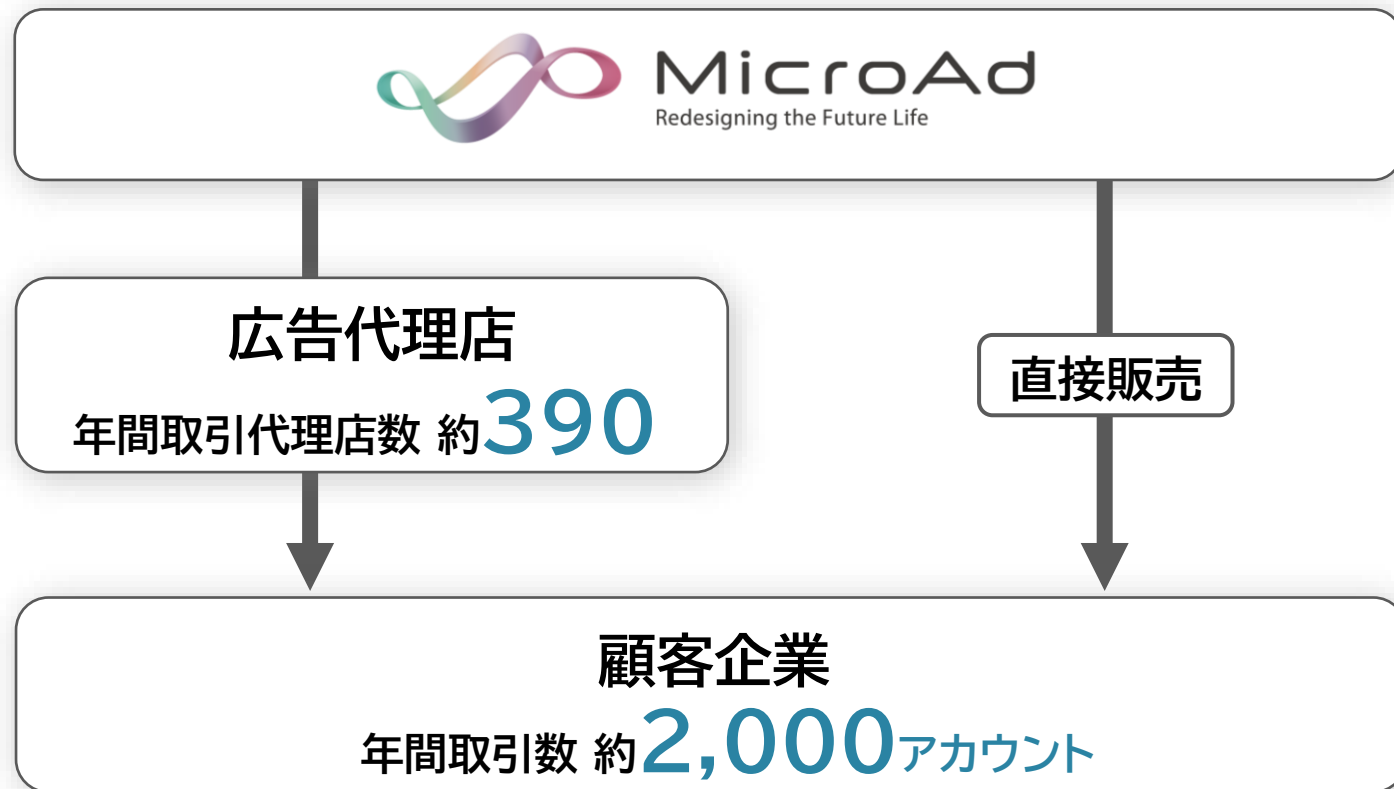 MicroAd
Redesigning the Future Life
広告代理店
年間取引代理店数 約390
直接販売
顧客企業
年間取引数 約2,000アカウント